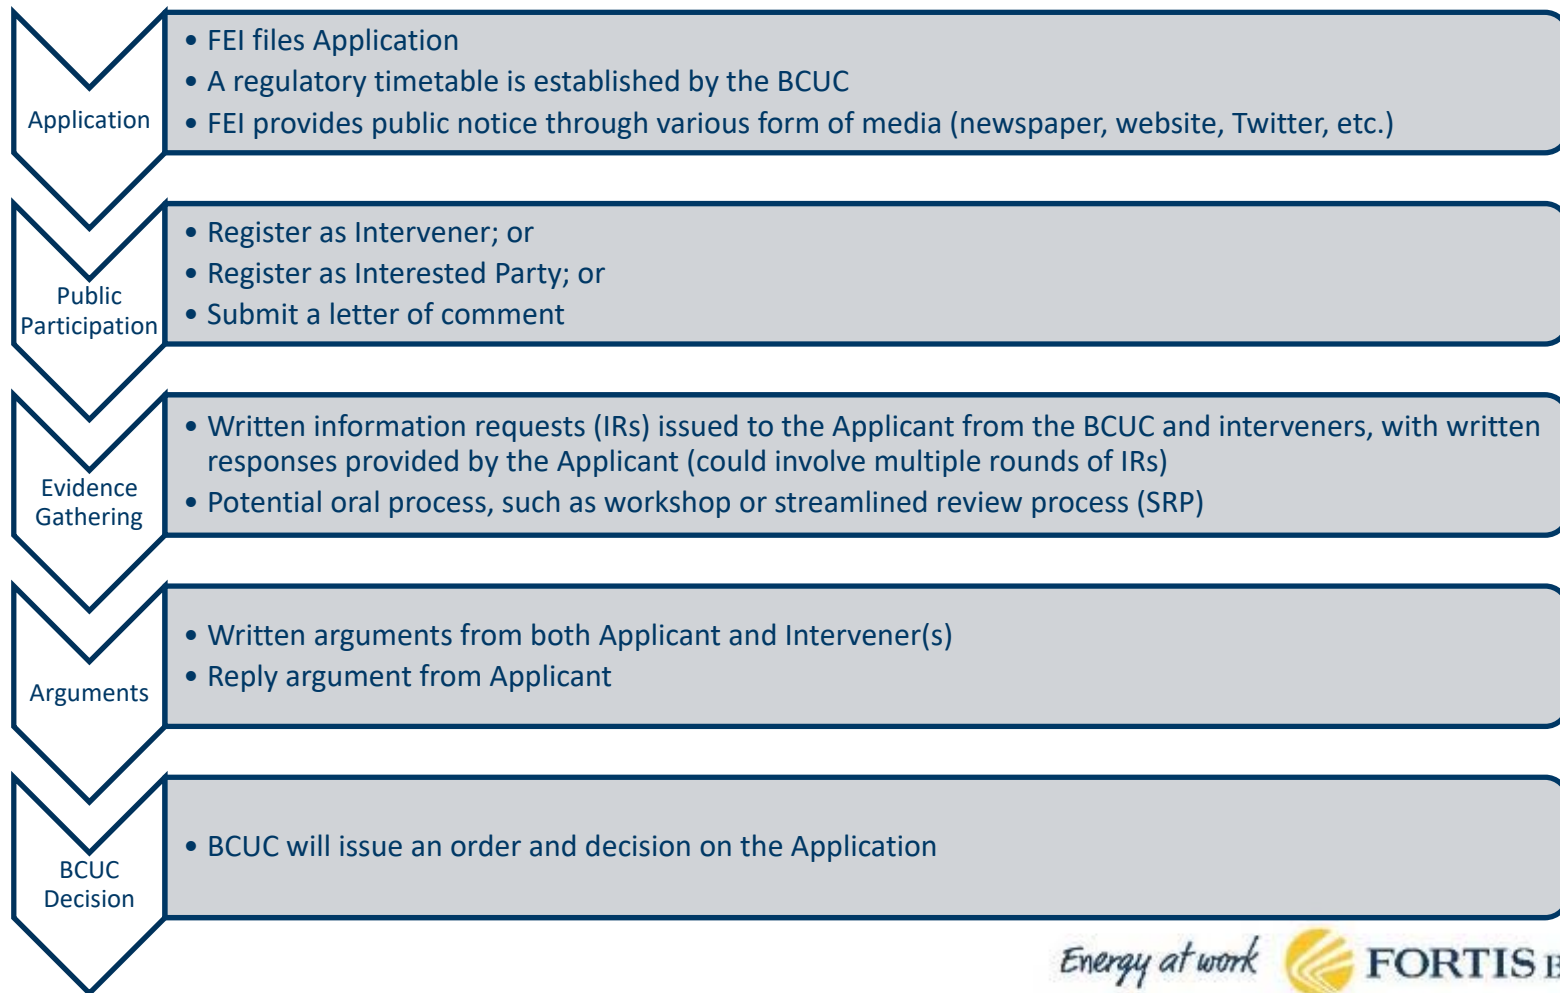 Application
• FEI files Application
• A regulatory timetable is established by the BCUC
• FEI provides public notice through various form of media (newspaper, website, Twitter, etc.)
Public
Participation
• Register as Intervener; or
• Register as Interested Party; or
• Submit a letter of comment
Evidence
Gathering
• Written information requests (IRs) issued to the Applicant from the BCUC and interveners, with written
responses provided by the Applicant (could involve multiple rounds of IRs)
• Potential oral process, such as workshop or streamlined review process (SRP)
Arguments
• Written arguments from both Applicant and Intervener(s)
• Reply argument from Applicant
BCUC
Decision
• BCUC will issue an order and decision on the Application
Energy at work FORTIS B